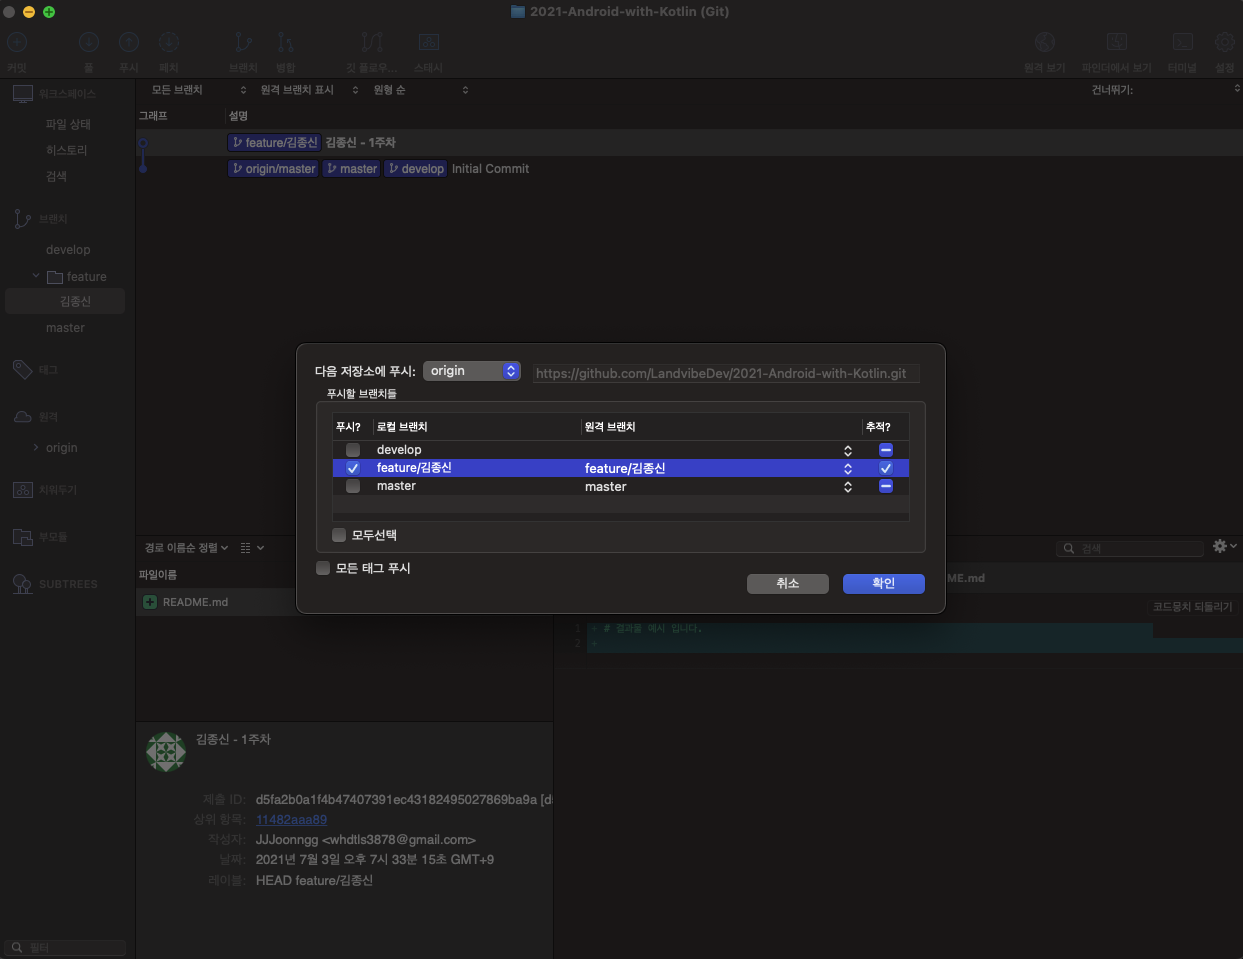 2021-Android-with-Kotlin (Git)
커밋 풀 푸시 패치 브랜치 병합 깃 플로우... 스태시 원격 보기 파인더에서 보기 터미널 설정
워크스페이스 모든 브랜치 원격 브랜치 표시 원형 순 건너뛰기:
그래프 설명
파일 상태
히스토리
검색
feature/김종신 김종신 - 1주차
origin/master master develop Initial Commit
브랜치
develop
feature
김종신
master
태그
원격
origin
치워두기
부모듈
SUBTREES
다음 저장소에 푸시: origin https://github.com/LandvibeDev/2021-Android-with-Kotlin.git
푸시할 브랜치들
푸시? 로컬 브랜치 원격 브랜치 추적?
develop
feature/김종신 feature/김종신
master master
모두선택
모든 태그 푸시
취소 확인
경로 이름순 정렬 검색
파일이름 ME.md
README.md 코드뭉치 되돌리기
1 + # 결과물 예시 입니다.
2 +
김종신 - 1주차
제출 ID: d5fa2b0a1f4b47407391ec43182495027869ba9a [d5
상위 항목: 11482aaa89
작성자: JJJoonngg <whdtls3878@gmail.com>
날짜: 2021년 7월 3일 오후 7시 33분 15초 GMT+9
레이블: HEAD feature/김종신
필터